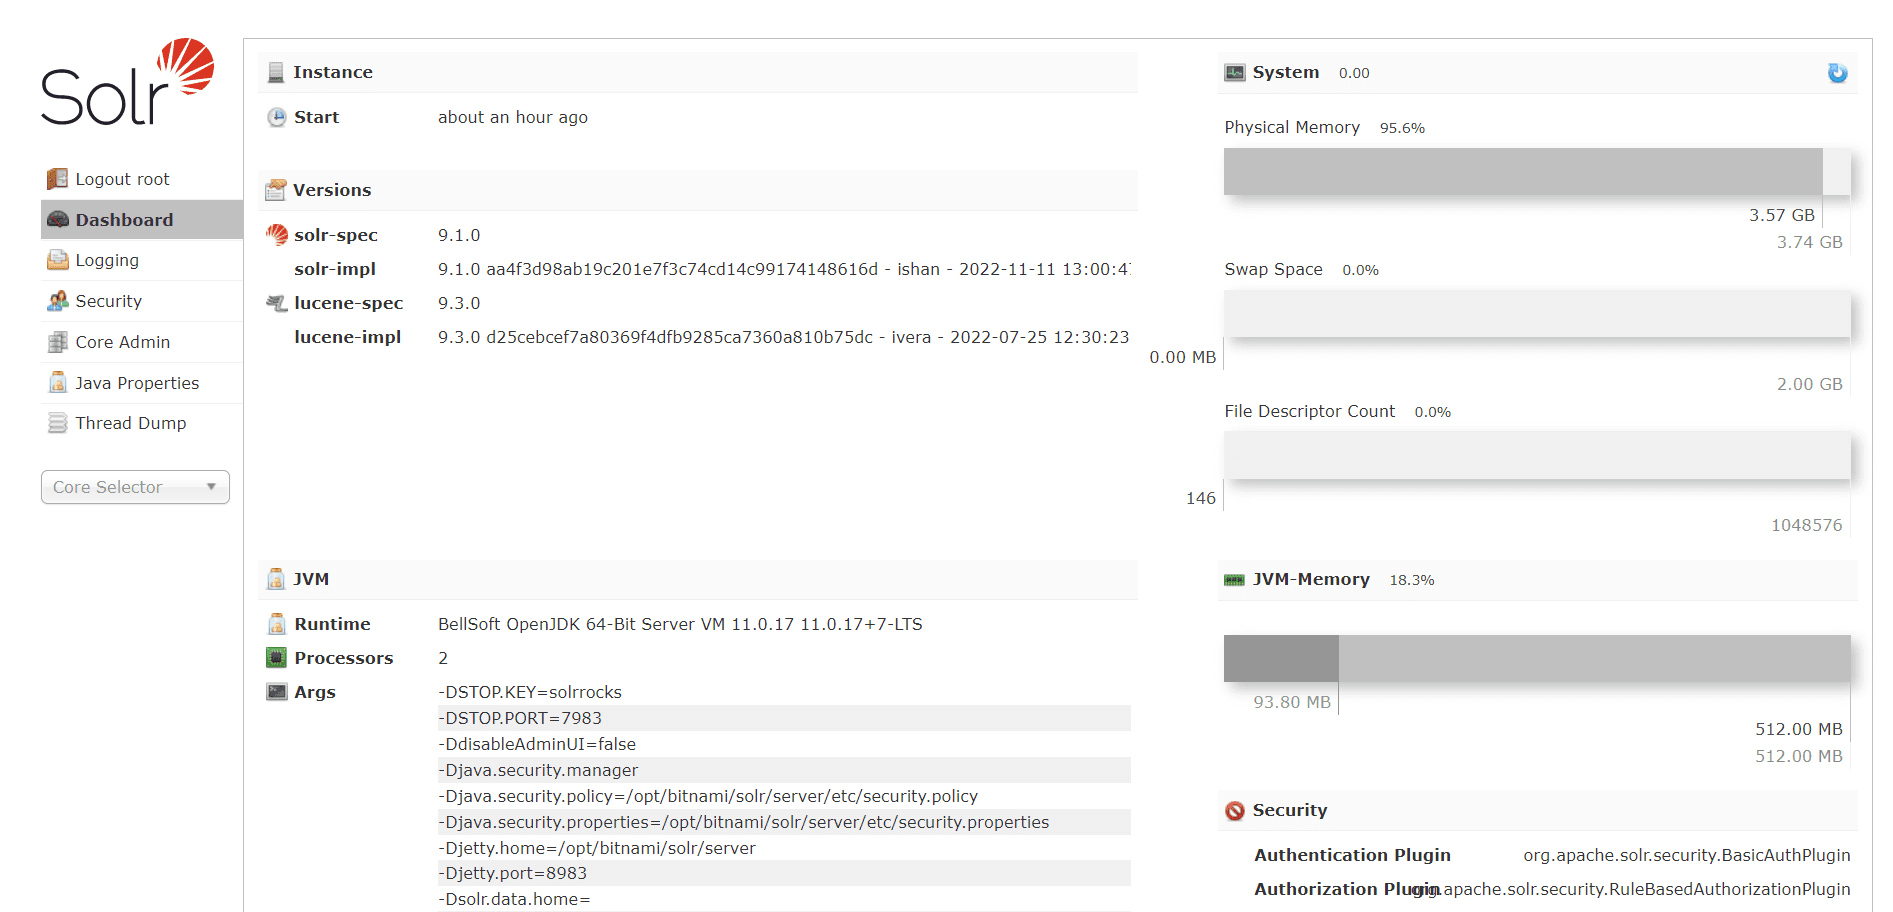 Solr
Logout root
Dashboard
Logging
Security
Core Admin
Java Properties
Thread Dump
Core Selector
Instance
Start about an hour ago
Versions
solr-spec 9.1.0
solr-impl 9.1.0 aa4f3d98ab19c201e7f3c74cd14c99174148616d - ishan - 2022-11-11 13:00:47
lucene-spec 9.3.0
lucene-impl 9.3.0 d25cebcef7a80369f4dfb9285ca7360a810b75dc - ivera - 2022-07-25 12:30:23
JVM
Runtime BellSoft OpenJDK 64-Bit Server VM 11.0.17 11.0.17+7-LTS
Processors 2
Args -DSTOP.KEY=solrrocks
-DSTOP.PORT=7983
-DdisableAdminUI=false
-Djava.security.manager
-Djava.security.policy=/opt/bitnami/solr/server/etc/security.policy
-Djava.security.properties=/opt/bitnami/solr/server/etc/security.properties
-Djetty.home=/opt/bitnami/solr/server
-Djetty.port=8983
-Dsolr.data.home=
System 0.00
Physical Memory 95.6%
3.57 GB
3.74 GB
Swap Space 0.0%
0.00 MB
2.00 GB
File Descriptor Count 0.0%
146
1048576
JVM-Memory 18.3%
93.80 MB
512.00 MB
512.00 MB
Security
Authentication Plugin org.apache.solr.security.BasicAuthPlugin
Authorization Plugin org.apache.solr.security.RuleBasedAuthorizationPlugin